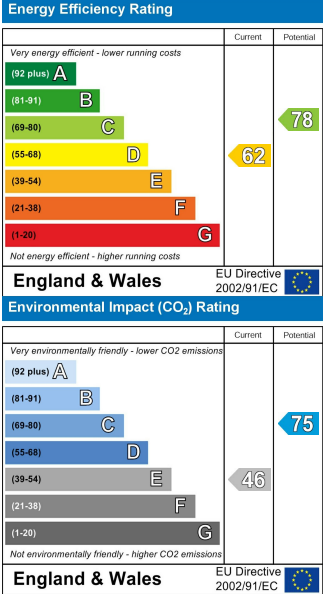 Energy Efficiency Rating
Current Potential
Very energy efficient - lower running costs
(92 plus) A
(81-91) B
(69-80) C
(55-68) D
(39-54) E
(21-38) F
(1-20) G
62
78
Not energy efficient - higher running costs
England & Wales
EU Directive
2002/91/EC
Environmental Impact (CO₂) Rating
Current Potential
Very environmentally friendly - lower CO2 emissions
(92 plus) A
(81-91) B
(69-80) C
(55-68) D
(39-54) E
(21-38) F
(1-20) G
46
75
Not environmentally friendly - higher CO2 emissions
England & Wales
EU Directive
2002/91/EC